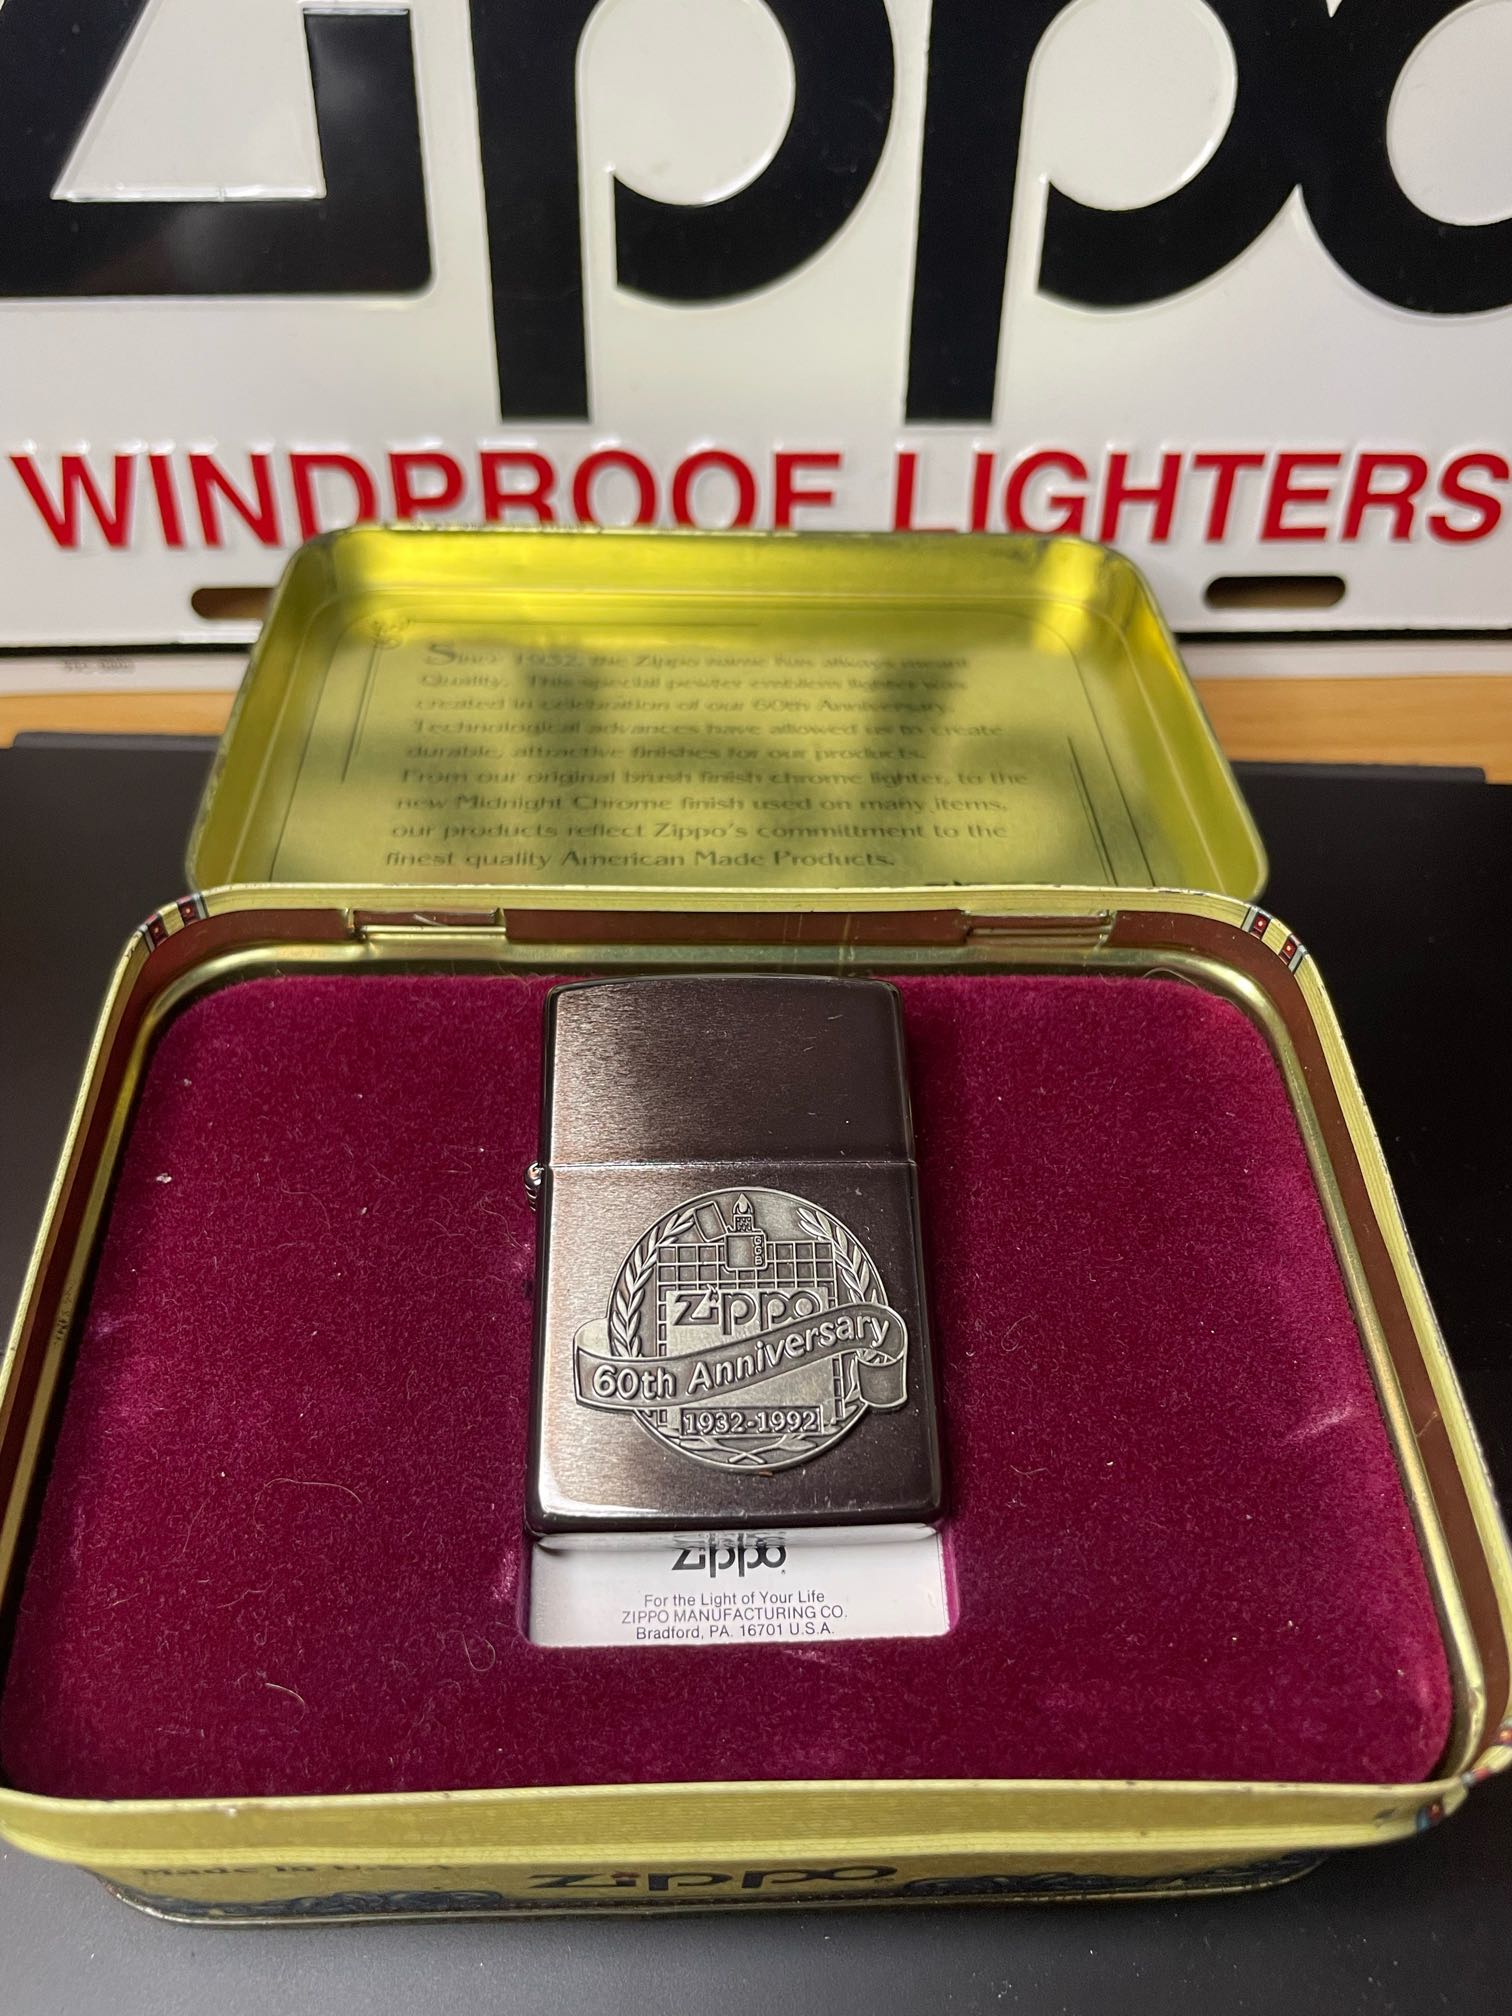 Zippo
WINDPROOF LIGHTERS
Since 1932, the Zippo name has always meant
Quality. This special pewter emblem lighter was
created in celebration of our 60th Anniversary.
Technological advances have allowed us to create
durable, attractive finishes for our products.
From our original brush finish chrome lighter, to the
new Midnight Chrome finish used on many items,
our products reflect Zippo's committment to the
finest quality American Made Products.
GGB
Zippo
60th Anniversary
1932-1992
Zippo
For the Light of Your Life
ZIPPO MANUFACTURING CO.
Bradford, PA. 16701 U.S.A.
Made in U.S.A.
Zippo